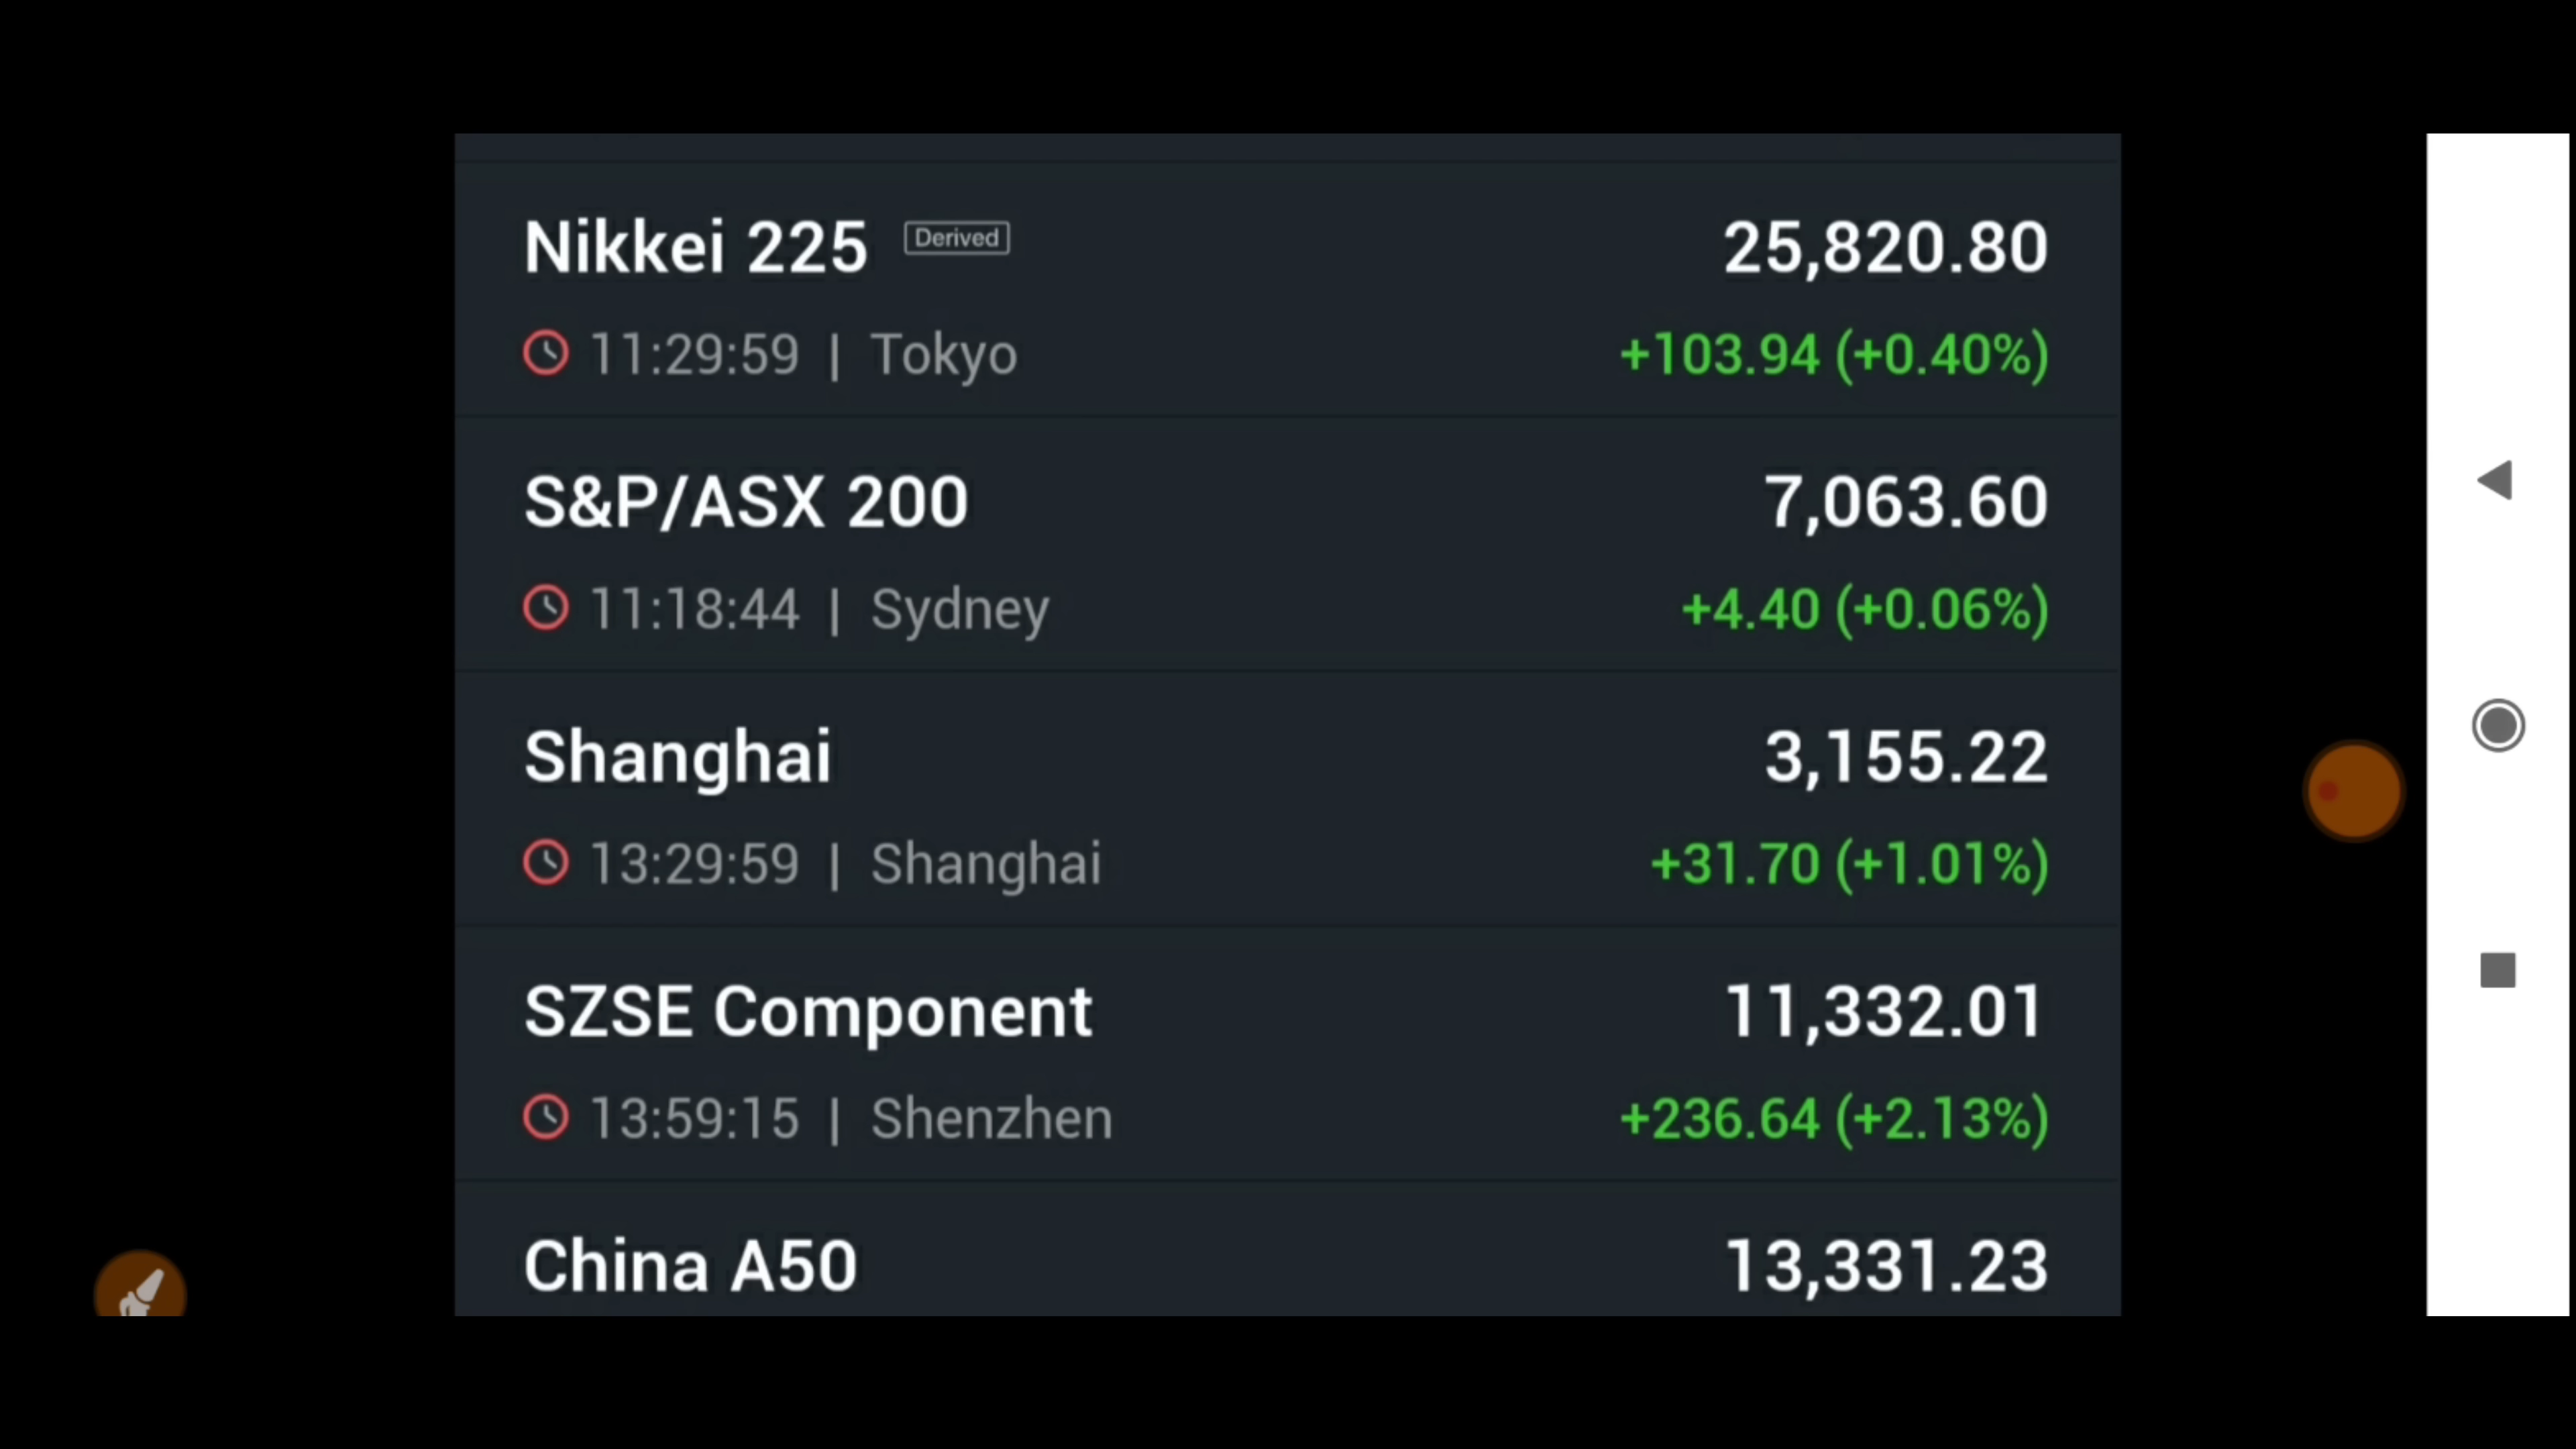 Nikkei 225 Derived 25,820.80
11:29:59 | Tokyo +103.94 (+0.40%)
S&P/ASX 200 7,063.60
11:18:44 | Sydney +4.40 (+0.06%)
Shanghai 3,155.22
13:29:59 | Shanghai +31.70 (+1.01%)
SZSE Component 11,332.01
13:59:15 | Shenzhen +236.64 (+2.13%)
China A50 13,331.23